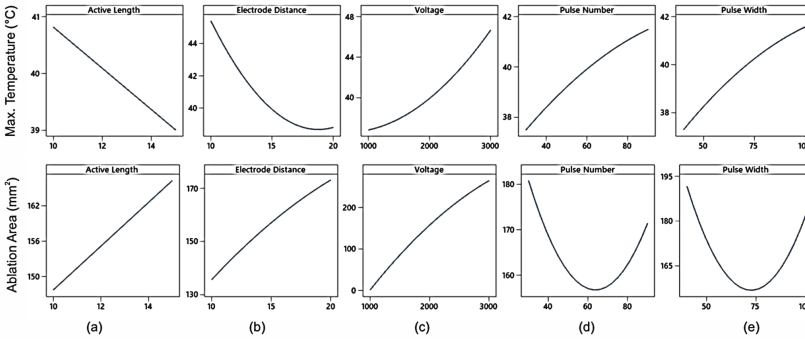 Active Length Electrode Distance Voltage Pulse Number Pulse Width
Max. Temperature (°C)
41 40 39
44 42 40
48 44 40
42 40 38
42 40 38
10 12 14 10 15 20 1000 2000 3000 40 60 80 50 75 100
Active Length Electrode Distance Voltage Pulse Number Pulse Width
Ablation Area (mm²)
162 156 150
170 150 130
200 100 0
180 170 160
195 180 165
10 12 14 10 15 20 1000 2000 3000 40 60 80 50 75
(a) (b) (c) (d) (e)